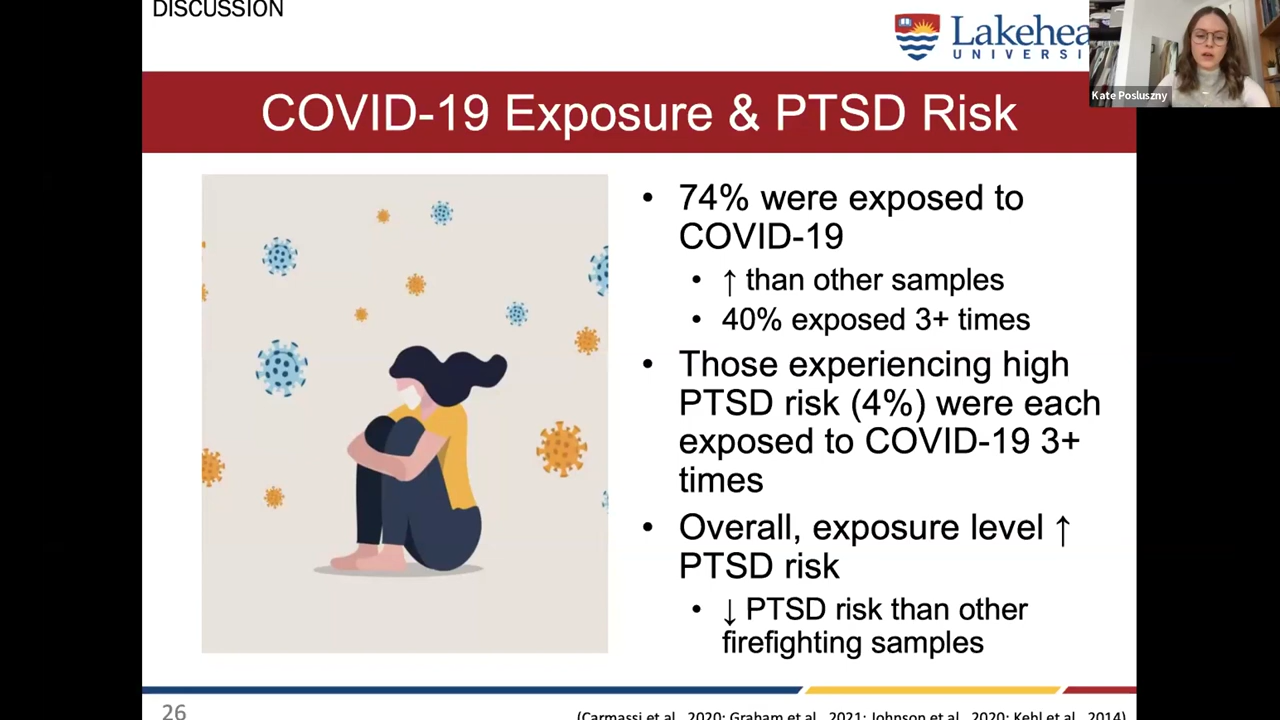 DISCUSSION
Lakehea
UNIVERSI
Kate Posluszny
COVID-19 Exposure & PTSD Risk
• 74% were exposed to
COVID-19
• ↑ than other samples
• 40% exposed 3+ times
• Those experiencing high
PTSD risk (4%) were each
exposed to COVID-19 3+
times
• Overall, exposure level ↑
PTSD risk
• ↓ PTSD risk than other
firefighting samples
26
(Carmassi et al., 2020; Graham et al., 2021; Johnson et al., 2020; Kehl et al., 2014)